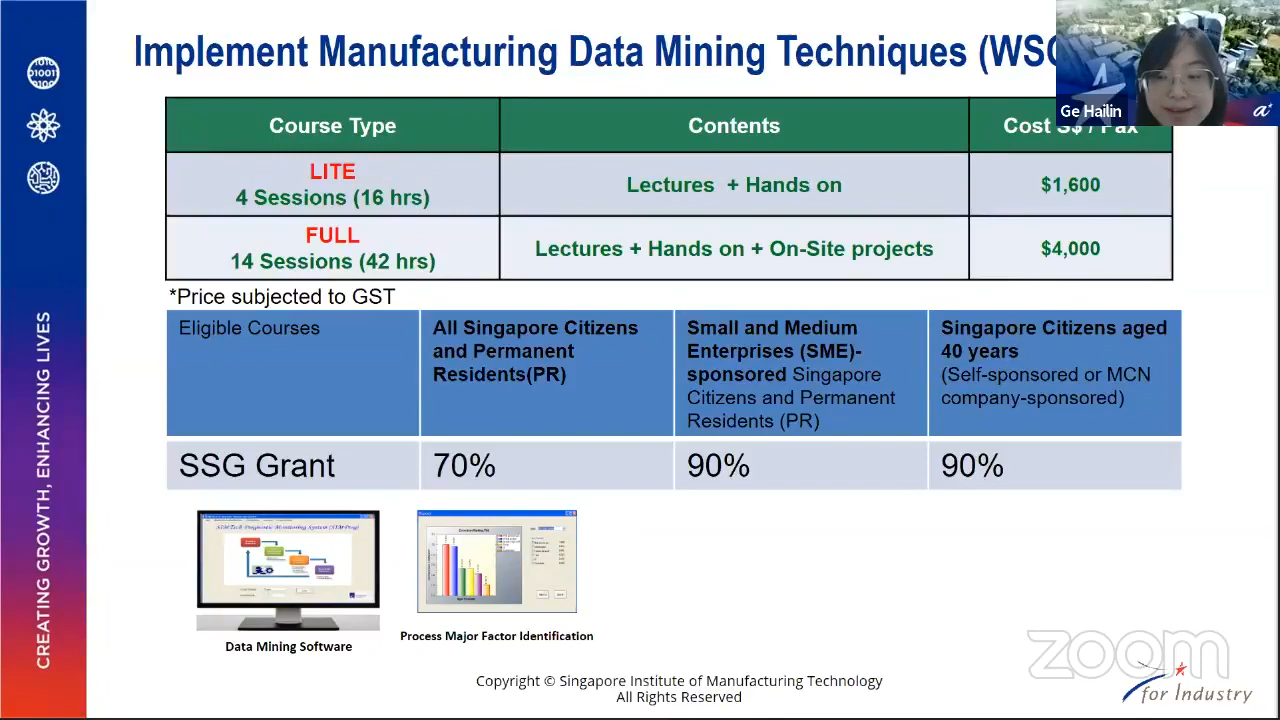 Implement Manufacturing Data Mining Techniques (WSQ
Ge Hailin
Course Type
Contents
Cost S$ / Pax
LITE
4 Sessions (16 hrs)
Lectures + Hands on
$1,600
FULL
14 Sessions (42 hrs)
Lectures + Hands on + On-Site projects
$4,000
*Price subjected to GST
Eligible Courses
All Singapore Citizens
and Permanent
Residents(PR)
Small and Medium
Enterprises (SME)-
sponsored Singapore
Citizens and Permanent
Residents (PR)
Singapore Citizens aged
40 years
(Self-sponsored or MCN
company-sponsored)
SSG Grant
70%
90%
90%
Data Mining Software
Process Major Factor Identification
CREATING GROWTH, ENHANCING LIVES
zoom
for Industry
Copyright © Singapore Institute of Manufacturing Technology
All Rights Reserved